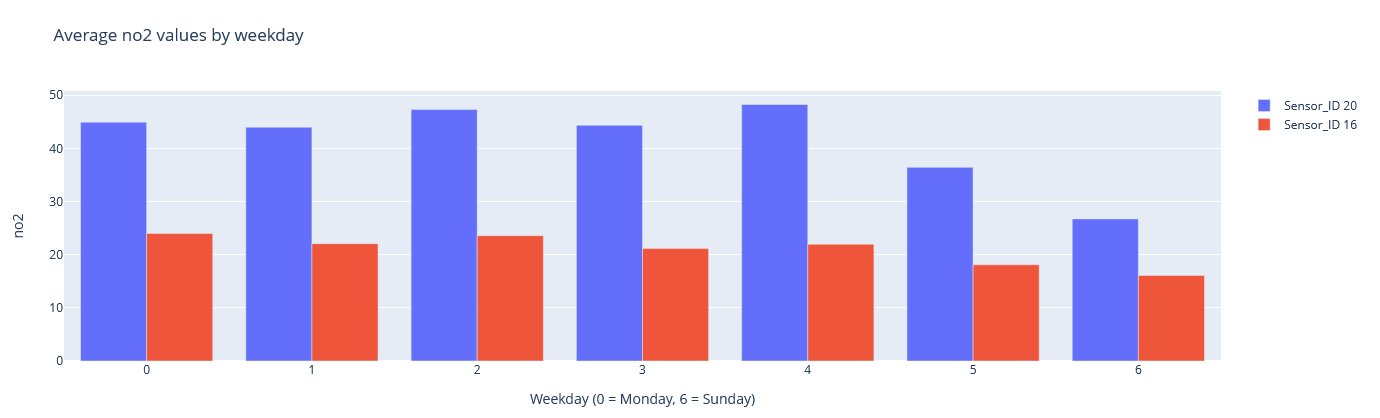 Average no2 values by weekday
50
40
30
20
10
0
no2
0 1 2 3 4 5 6
Weekday (0 = Monday, 6 = Sunday)
Sensor_ID 20
Sensor_ID 16